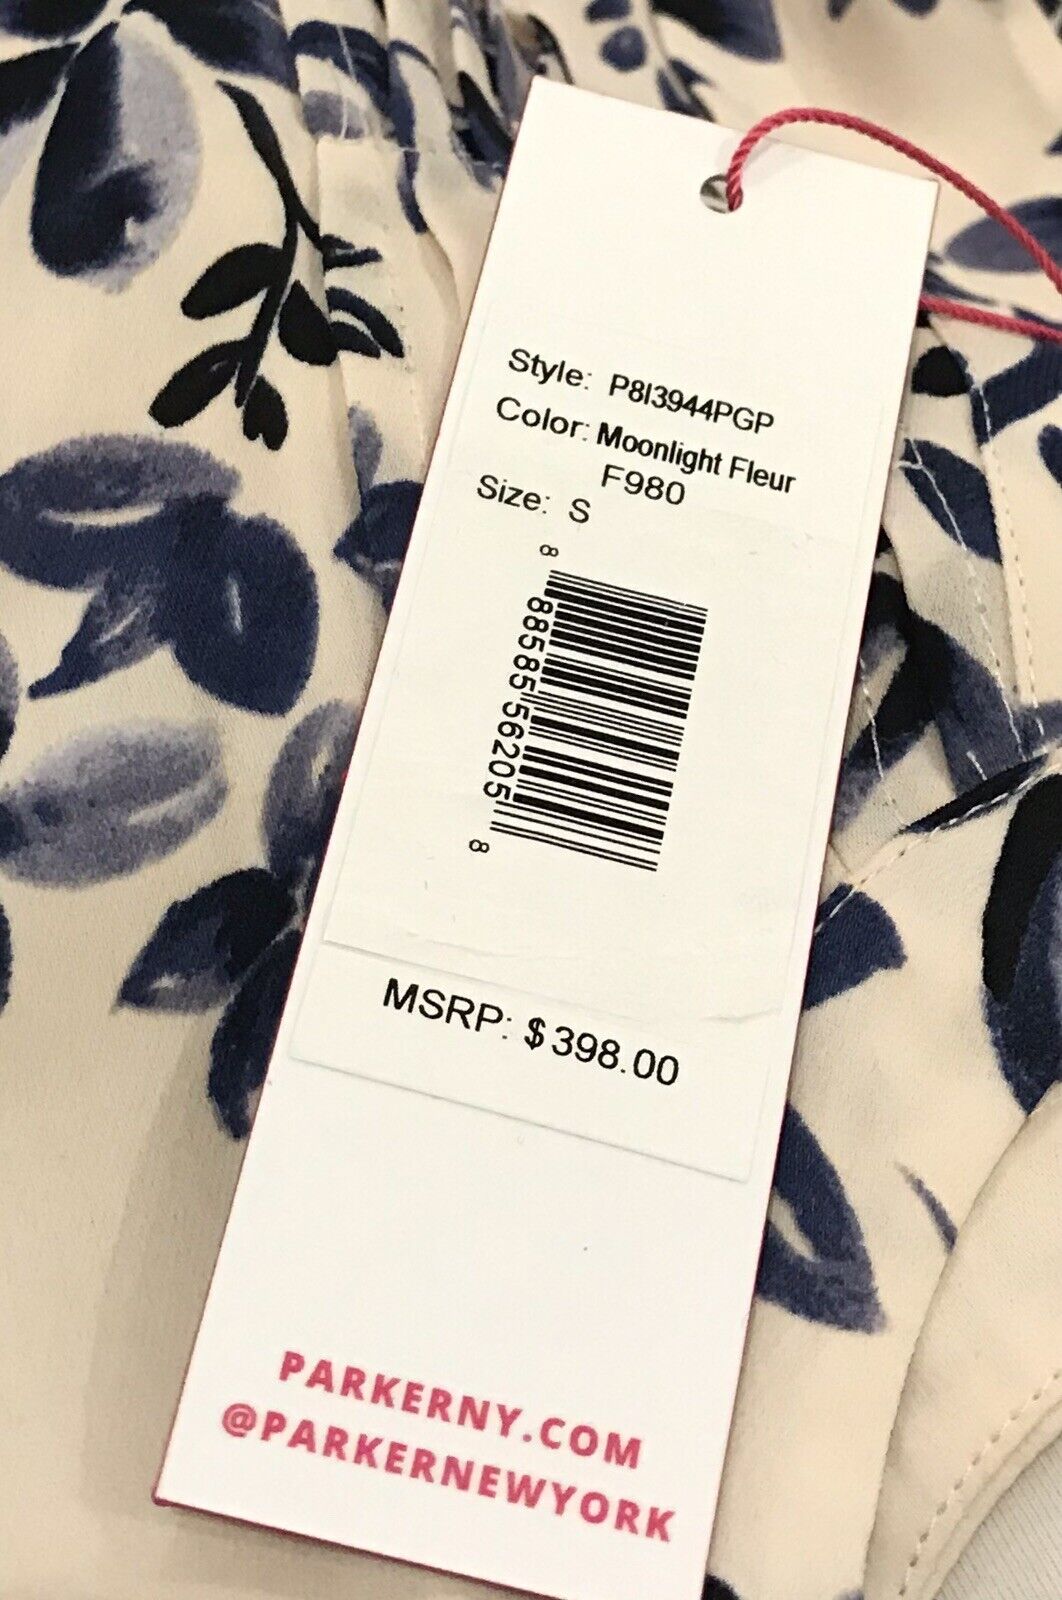 Style: P8I3944PGP
Color: Moonlight Fleur
F980
Size: S
8 88585 56205 8
MSRP: $398.00
PARKERNY.COM
@PARKERNEWYORK